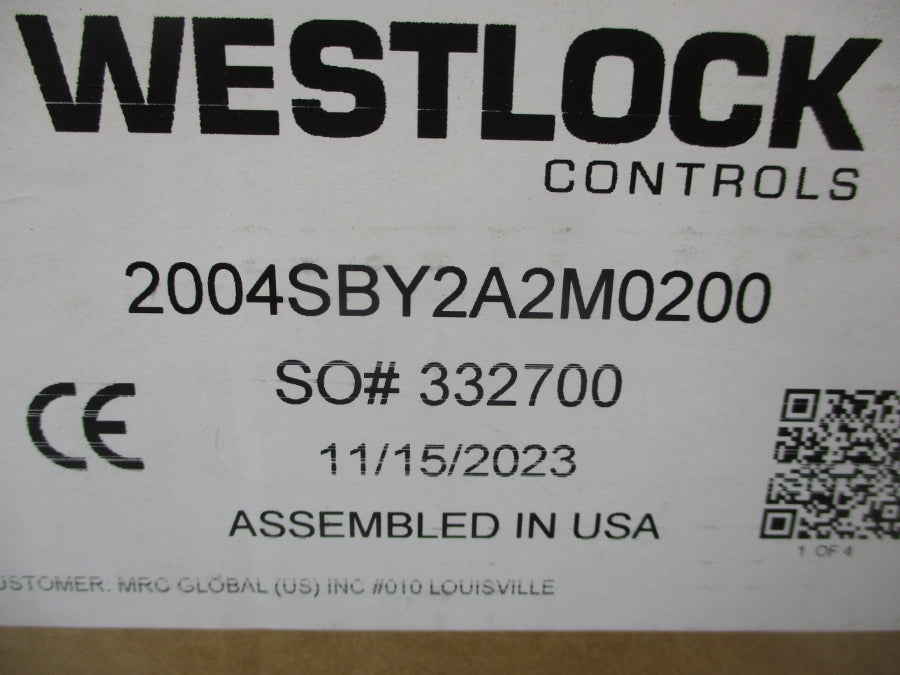 WESTLOCK
CONTROLS
2004SBY2A2M0200
SO# 332700
CE
11/15/2023
ASSEMBLED IN USA
1 OF 4
USTOMER: MRC GLOBAL (US) INC #010 LOUISVILLE